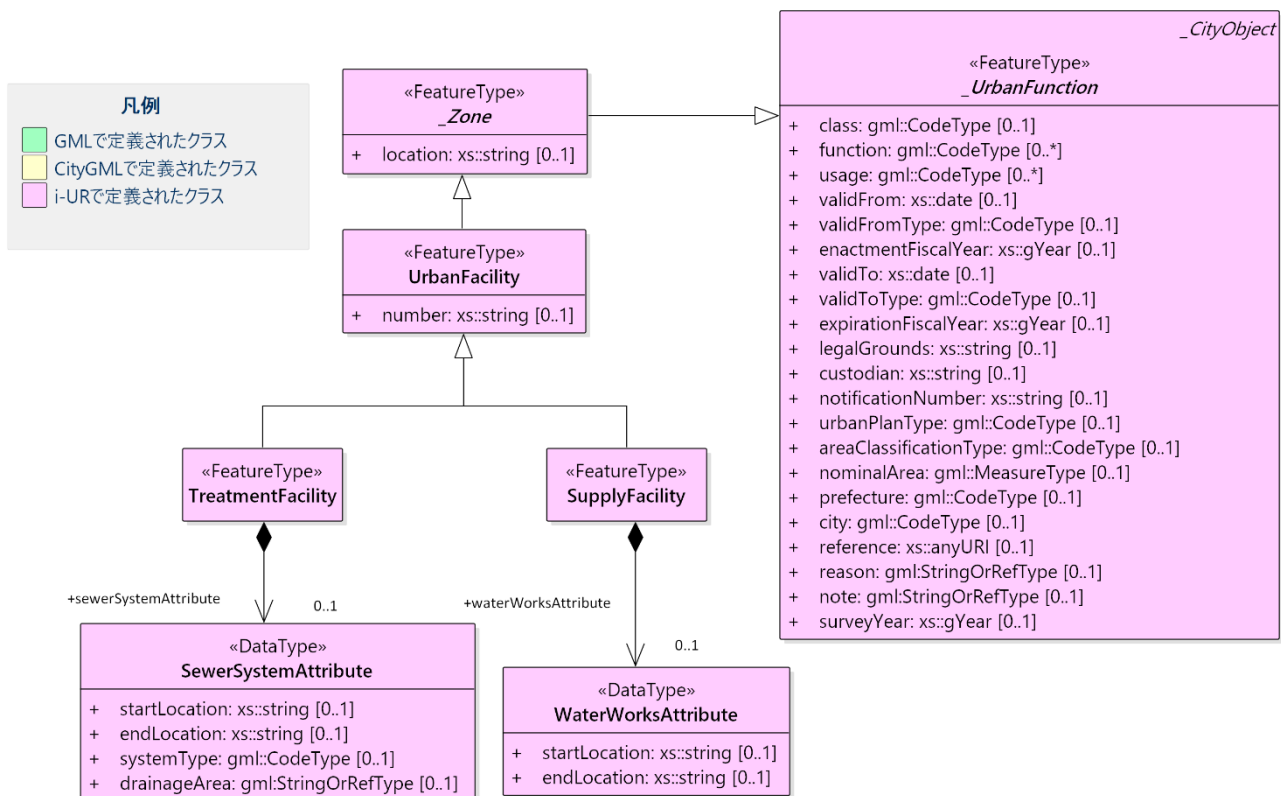 凡例
GMLで定義されたクラス
CityGMLで定義されたクラス
i-URで定義されたクラス
«FeatureType»
_Zone
+ location: xs::string [0..1]
_CityObject
«FeatureType»
_UrbanFunction
+ class: gml::CodeType [0..1]
+ function: gml::CodeType [0..*]
+ usage: gml::CodeType [0..*]
+ validFrom: xs::date [0..1]
+ validFromType: gml::CodeType [0..1]
+ enactmentFiscalYear: xs::gYear [0..1]
+ validTo: xs::date [0..1]
+ validToType: gml::CodeType [0..1]
+ expirationFiscalYear: xs::gYear [0..1]
+ legalGrounds: xs::string [0..1]
+ custodian: xs::string [0..1]
+ notificationNumber: xs::string [0..1]
+ urbanPlanType: gml::CodeType [0..1]
+ areaClassificationType: gml::CodeType [0..1]
+ nominalArea: gml::MeasureType [0..1]
+ prefecture: gml::CodeType [0..1]
+ city: gml::CodeType [0..1]
+ reference: xs::anyURI [0..1]
+ reason: gml:StringOrRefType [0..1]
+ note: gml:StringOrRefType [0..1]
+ surveyYear: xs::gYear [0..1]
«FeatureType»
UrbanFacility
+ number: xs::string [0..1]
«FeatureType»
TreatmentFacility
«FeatureType»
SupplyFacility
+sewerSystemAttribute
0..1
+waterWorksAttribute
0..1
«DataType»
SewerSystemAttribute
+ startLocation: xs::string [0..1]
+ endLocation: xs::string [0..1]
+ systemType: gml::CodeType [0..1]
+ drainageArea: gml:StringOrRefType [0..1]
«DataType»
WaterWorksAttribute
+ startLocation: xs::string [0..1]
+ endLocation: xs::string [0..1]